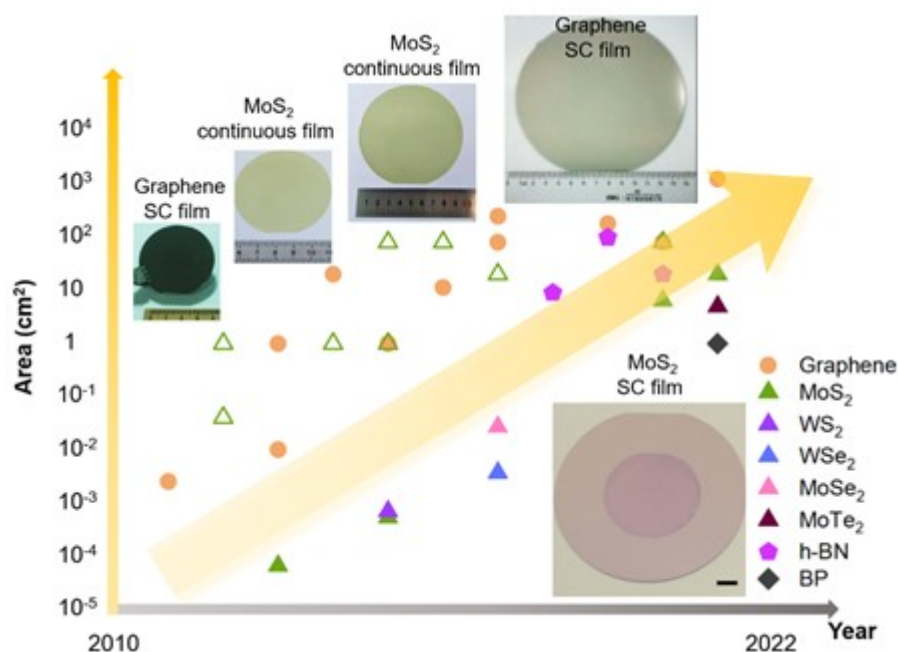 Graphene
SC film
MoS₂
continuous film
MoS₂
continuous film
Graphene
SC film
Area (cm²)
10⁴
10³
10²
10
1
10⁻¹
10⁻²
10⁻³
10⁻⁴
10⁻⁵
MoS₂
SC film
Graphene
MoS₂
WS₂
WSe₂
MoSe₂
MoTe₂
h-BN
BP
2010
2022
Year